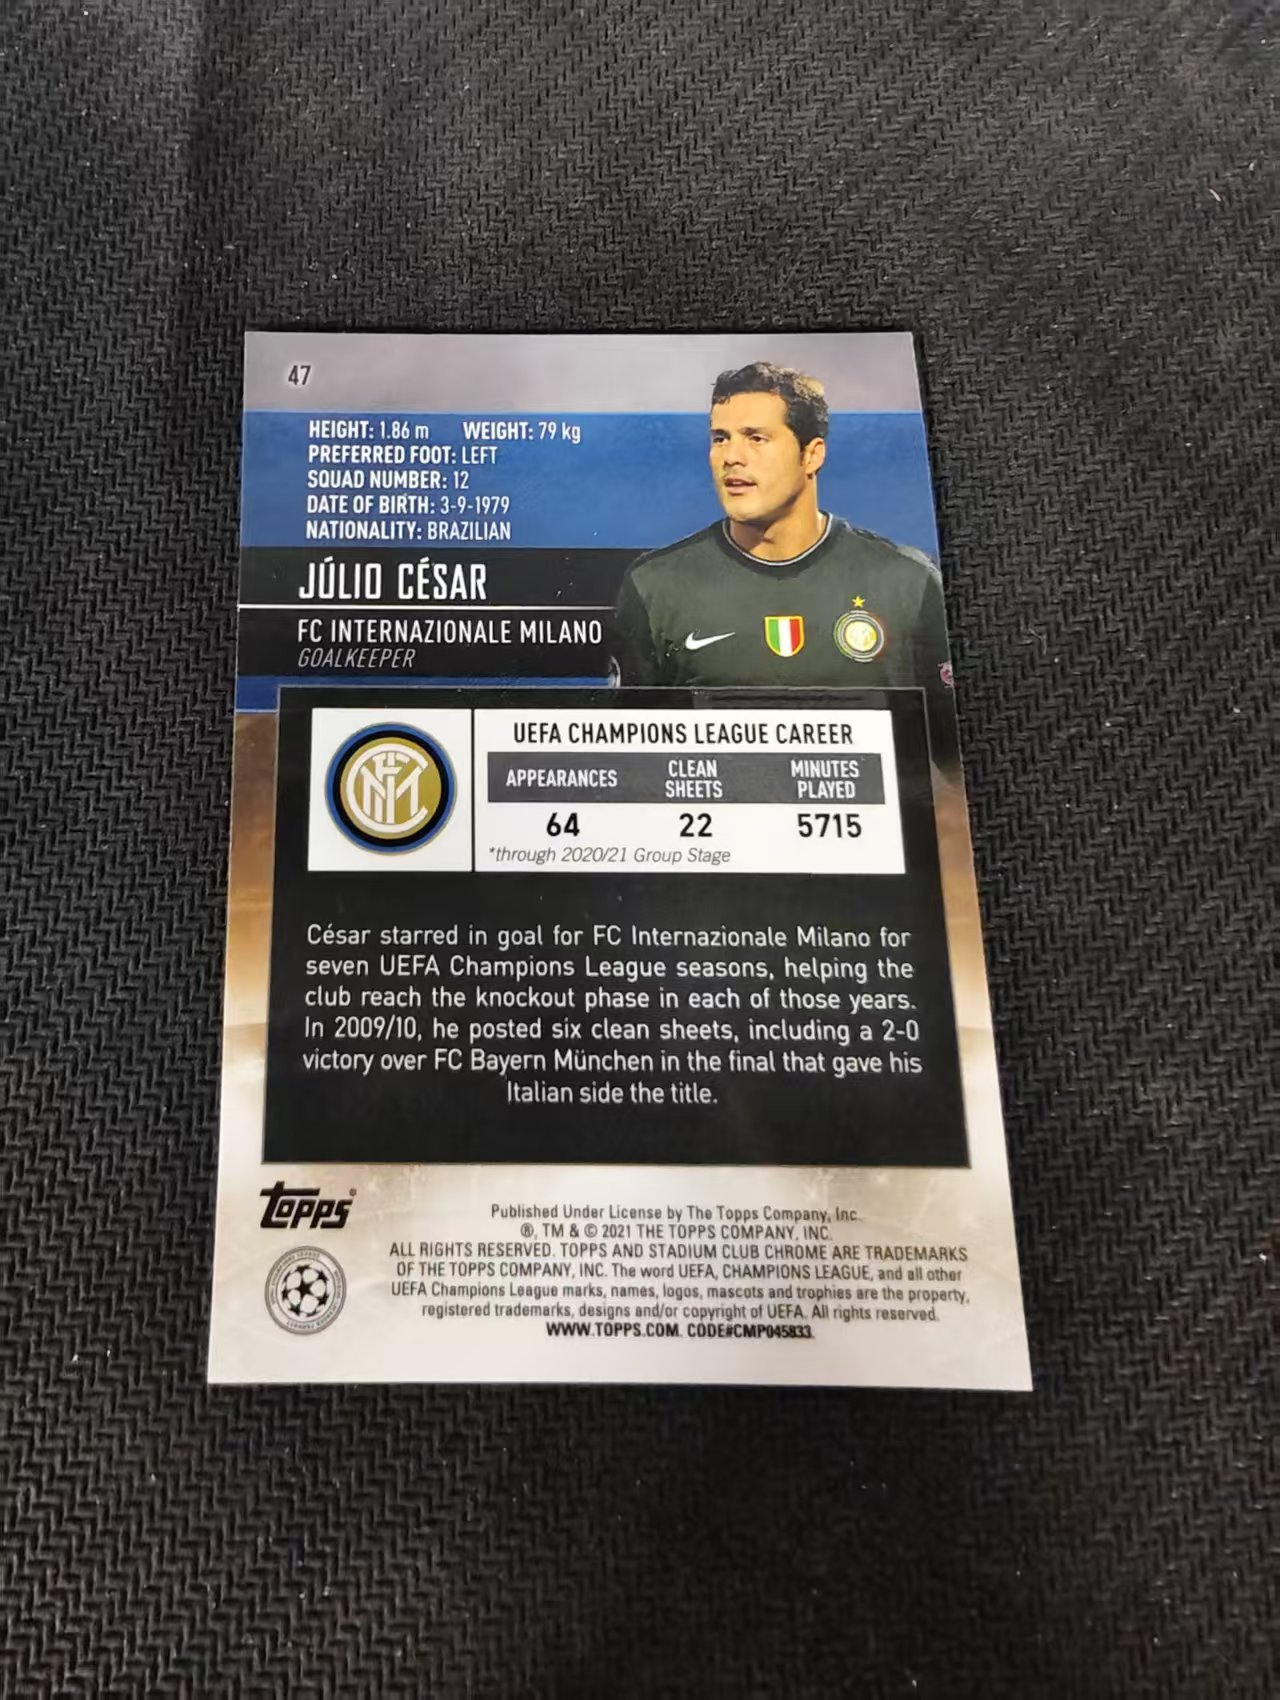 47
HEIGHT: 1.86 m WEIGHT: 79 kg
PREFERRED FOOT: LEFT
SQUAD NUMBER: 12
DATE OF BIRTH: 3-9-1979
NATIONALITY: BRAZILIAN
JÚLIO CÉSAR
FC INTERNAZIONALE MILANO
GOALKEEPER
UEFA CHAMPIONS LEAGUE CAREER
APPEARANCES CLEAN SHEETS MINUTES PLAYED
64 22 5715
*through 2020/21 Group Stage
César starred in goal for FC Internazionale Milano for
seven UEFA Champions League seasons, helping the
club reach the knockout phase in each of those years.
In 2009/10, he posted six clean sheets, including a 2-0
victory over FC Bayern München in the final that gave his
Italian side the title.
Topps®
Published Under License by The Topps Company, Inc.
®, TM & © 2021 THE TOPPS COMPANY, INC.
ALL RIGHTS RESERVED. TOPPS AND STADIUM CLUB CHROME ARE TRADEMARKS
OF THE TOPPS COMPANY, INC. The word UEFA, CHAMPIONS LEAGUE, and all other
UEFA Champions League marks, names, logos, mascots and trophies are the property,
registered trademarks, designs and/or copyright of UEFA. All rights reserved.
WWW.TOPPS.COM. CODE#CMP045833